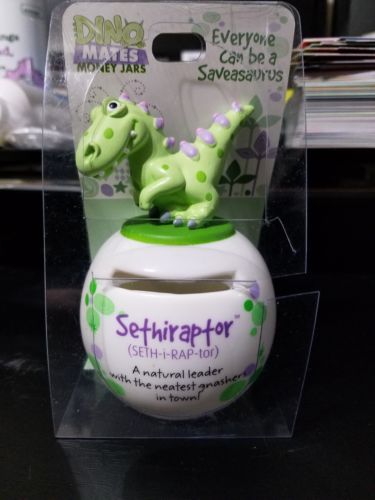 DINO
MATES
MONEY JARS
Everyone
Can be a
Saveasaurus
Sethiraptor™
(SETH-i-RAP-tor)
A natural leader
with the neatest gnashers
in town!